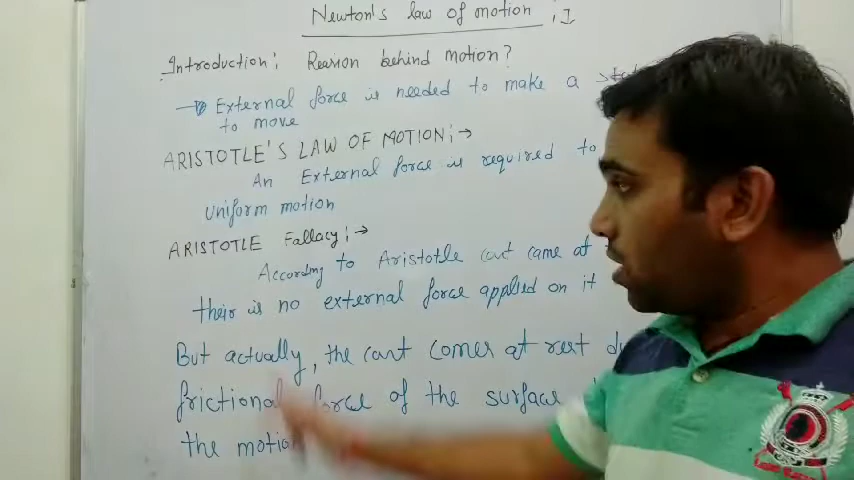 Newton's law of motion :I
Introduction: Reasion behind motion?
External force is needed to make a
to move
ARISTOTLE'S LAW OF MOTION:→
An External force is required to
uniform motion
ARISTOTLE Fallacy:→
According to Aristotle cart came at
their is no external force applied on it
But actually, the cart comes at rest
frictional force of the surface
the motion